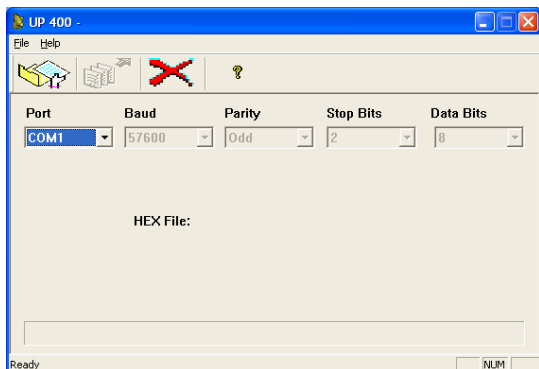 UP 400 -
File Help
?
Port Baud Parity Stop Bits Data Bits
COM1 57600 Odd 2 8
HEX File:
Ready NUM